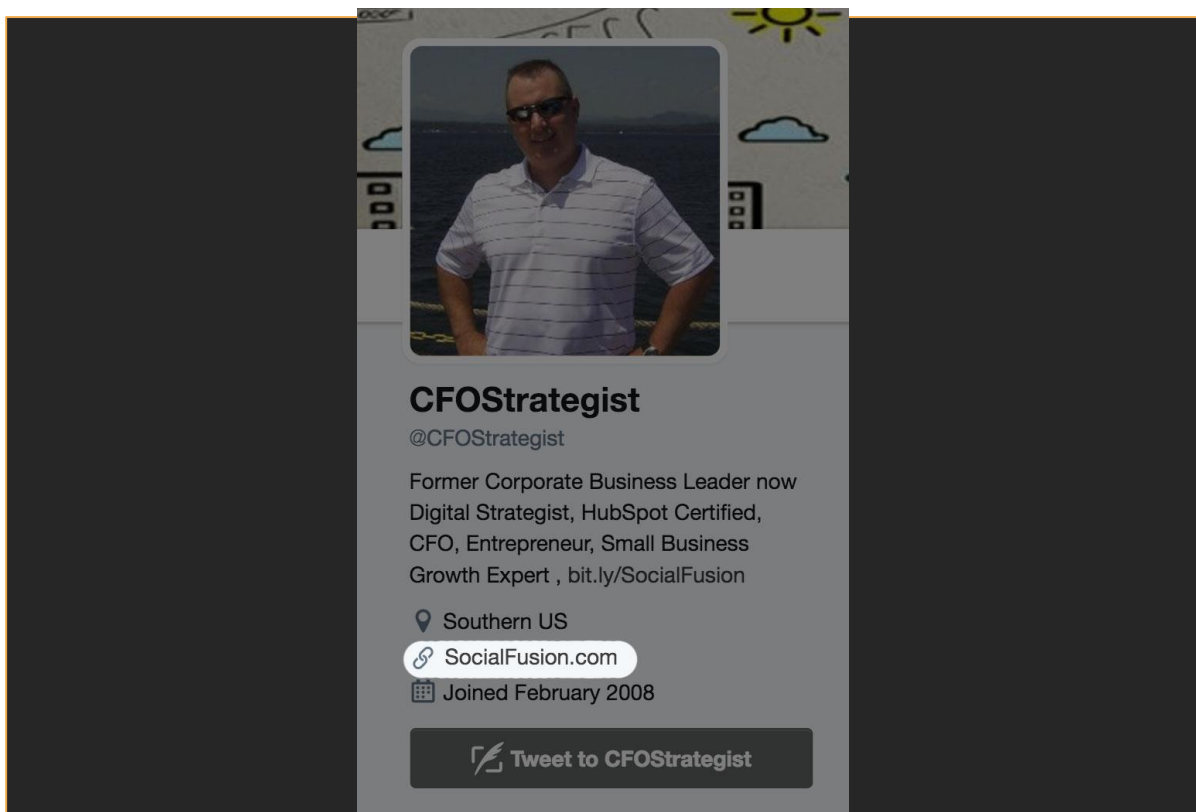 CFOStrategist
@CFOStrategist
Former Corporate Business Leader now
Digital Strategist, HubSpot Certified,
CFO, Entrepreneur, Small Business
Growth Expert , bit.ly/SocialFusion
Southern US
SocialFusion.com
Joined February 2008
Tweet to CFOStrategist